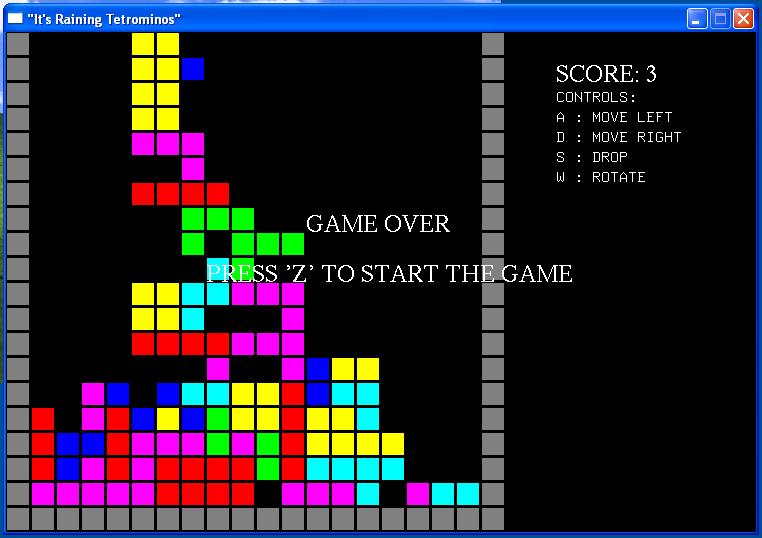 "It's Raining Tetrominos"
SCORE: 3
CONTROLS:
A : MOVE LEFT
D : MOVE RIGHT
S : DROP
W : ROTATE
GAME OVER
PRESS 'Z' TO START THE GAME